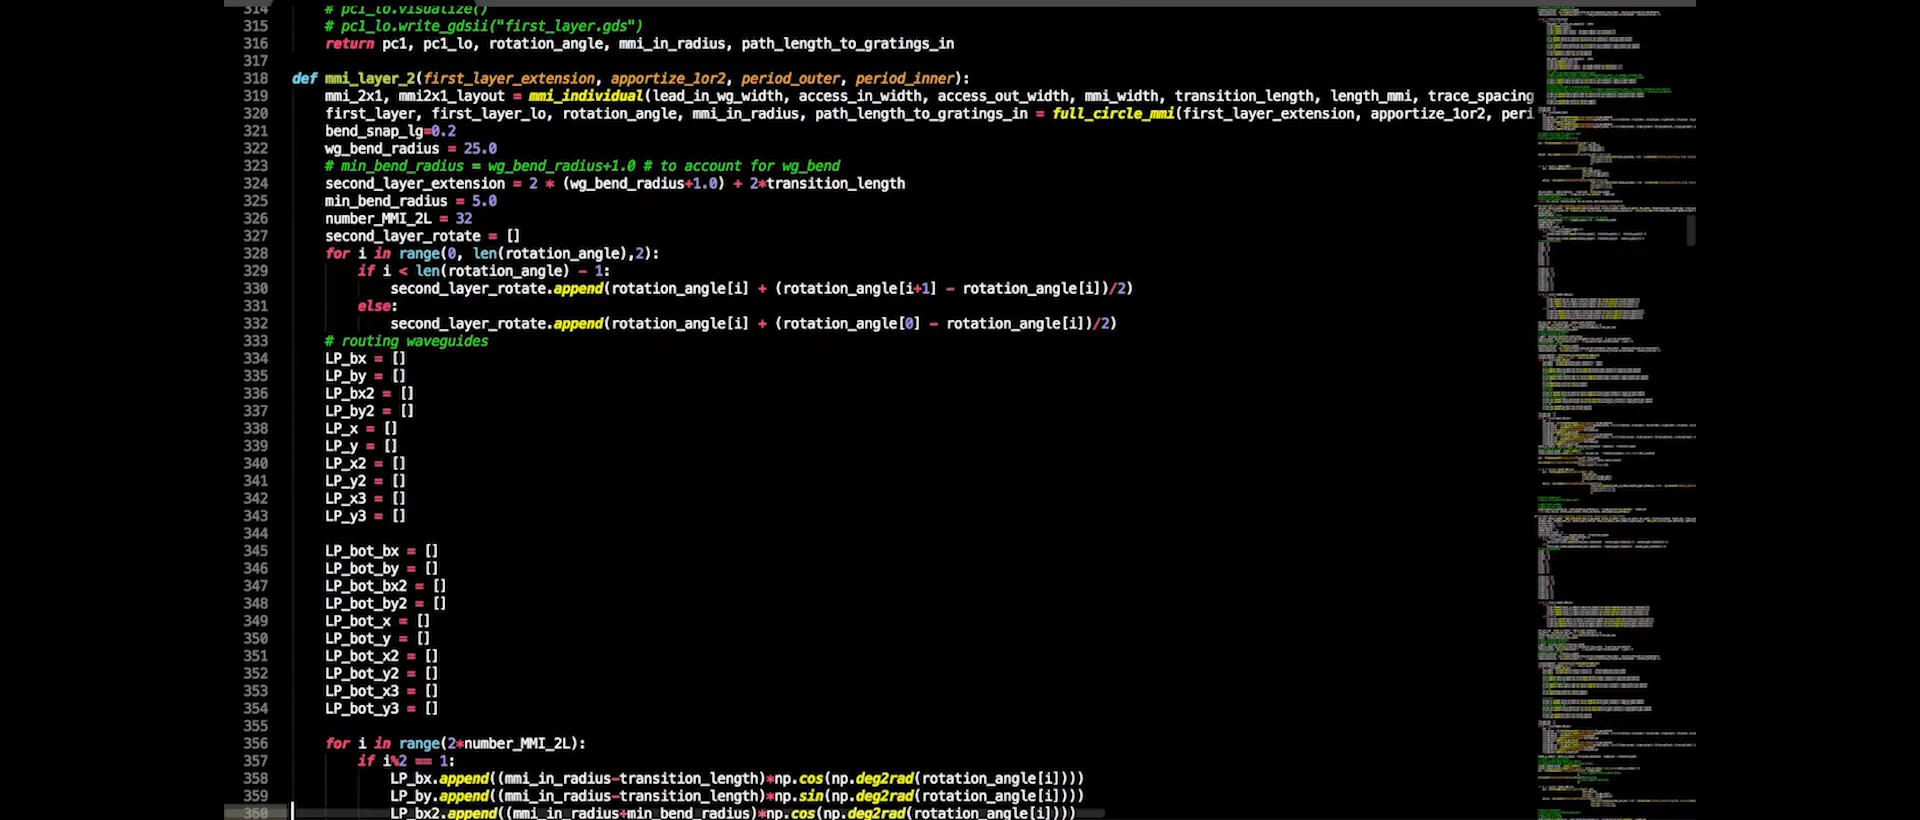 314 # pc1_lo.visualize()
315 # pc1_lo.write_gdsii("first_layer.gds")
316 return pc1, pc1_lo, rotation_angle, mmi_in_radius, path_length_to_gratings_in
317
318 def mmi_layer_2(first_layer_extension, apportize_1or2, period_outer, period_inner):
319 mmi_2x1, mmi2x1_layout = mmi_individual(lead_in_wg_width, access_in_width, access_out_width, mmi_width, transition_length, length_mmi, trace_spacing
320 first_layer, first_layer_lo, rotation_angle, mmi_in_radius, path_length_to_gratings_in = full_circle_mmi(first_layer_extension, apportize_1or2, peri
321 bend_snap_lg=0.2
322 wg_bend_radius = 25.0
323 # min_bend_radius = wg_bend_radius+1.0 # to account for wg_bend
324 second_layer_extension = 2 * (wg_bend_radius+1.0) + 2*transition_length
325 min_bend_radius = 5.0
326 number_MMI_2L = 32
327 second_layer_rotate = []
328 for i in range(0, len(rotation_angle),2):
329 if i < len(rotation_angle) - 1:
330 second_layer_rotate.append(rotation_angle[i] + (rotation_angle[i+1] - rotation_angle[i])/2)
331 else:
332 second_layer_rotate.append(rotation_angle[i] + (rotation_angle[0] - rotation_angle[i])/2)
333 # routing waveguides
334 LP_bx = []
335 LP_by = []
336 LP_bx2 = []
337 LP_by2 = []
338 LP_x = []
339 LP_y = []
340 LP_x2 = []
341 LP_y2 = []
342 LP_x3 = []
343 LP_y3 = []
344
345 LP_bot_bx = []
346 LP_bot_by = []
347 LP_bot_bx2 = []
348 LP_bot_by2 = []
349 LP_bot_x = []
350 LP_bot_y = []
351 LP_bot_x2 = []
352 LP_bot_y2 = []
353 LP_bot_x3 = []
354 LP_bot_y3 = []
355
356 for i in range(2*number_MMI_2L):
357 if i%2 == 1:
358 LP_bx.append((mmi_in_radius-transition_length)*np.cos(np.deg2rad(rotation_angle[i])))
359 LP_by.append((mmi_in_radius-transition_length)*np.sin(np.deg2rad(rotation_angle[i])))
360 LP_bx2.append((mmi_in_radius+min_bend_radius)*np.cos(np.deg2rad(rotation_angle[i])))